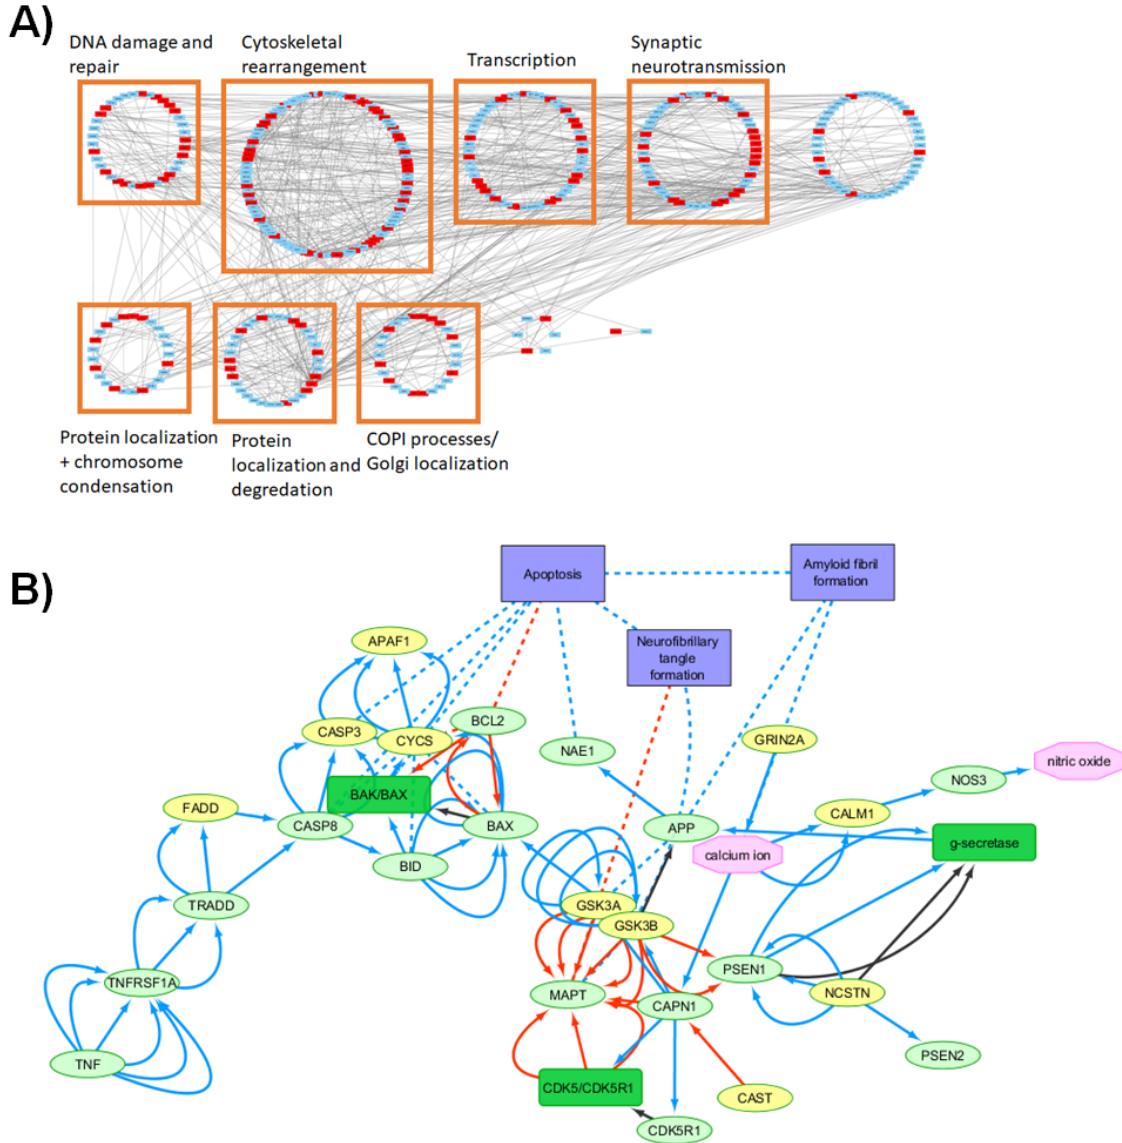 A)
DNA damage and
repair
Cytoskeletal
rearrangement
Transcription
Synaptic
neurotransmission
Protein localization
+ chromosome
condensation
Protein
localization and
degredation
COPI processes/
Golgi localization
B)
Apoptosis
Amyloid fibril
formation
Neurofibrillary
tangle
formation
APAF1
CASP3
CYCS
BCL2
NAE1
GRIN2A
nitric oxide
NOS3
BAK/BAX
FADD
CASP8
BAX
APP
CALM1
calcium ion
g-secretase
BID
TRADD
GSK3A
GSK3B
PSEN1
TNFRSF1A
MAPT
CAPN1
NCSTN
TNF
PSEN2
CDK5/CDK5R1
CAST
CDK5R1